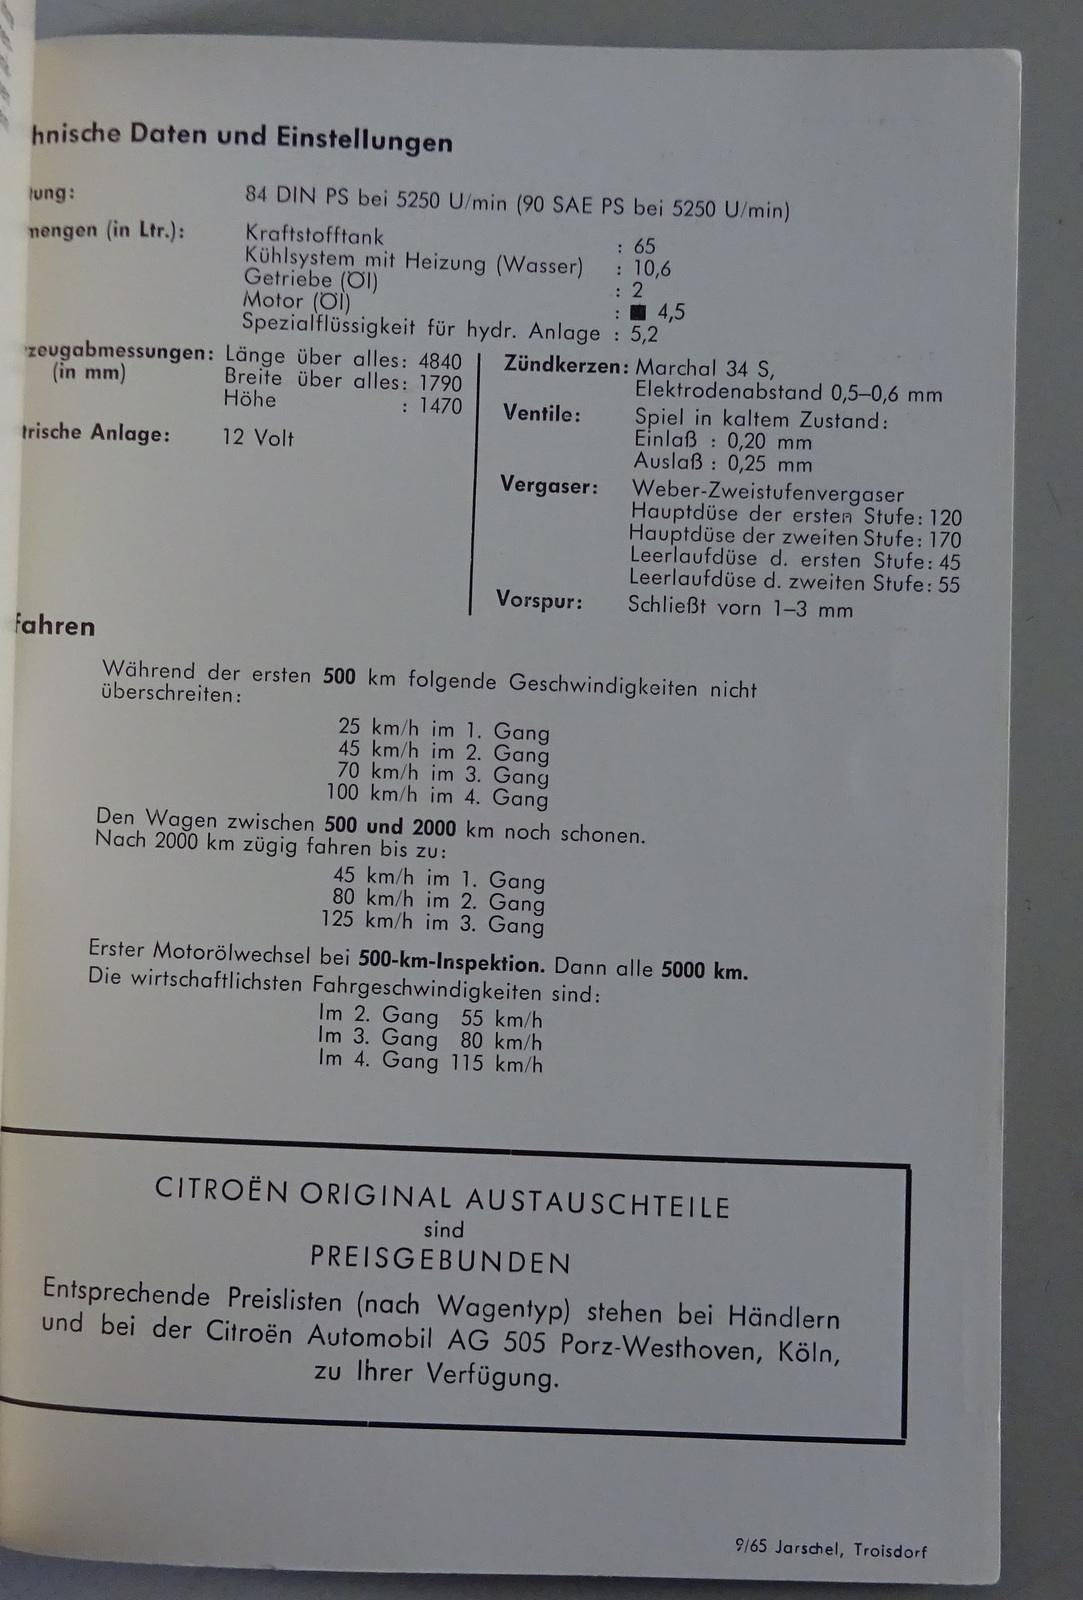 hnische Daten und Einstellungen
tung: 84 DIN PS bei 5250 U/min (90 SAE PS bei 5250 U/min)
mengen (in Ltr.): Kraftstofftank : 65
Kühlsystem mit Heizung (Wasser) : 10,6
Getriebe (Öl) : 2
Motor (Öl) : ■ 4,5
Spezialflüssigkeit für hydr. Anlage : 5,2
zeugabmessungen: Länge über alles: 4840
(in mm) Breite über alles: 1790
Höhe : 1470
trische Anlage: 12 Volt
Zündkerzen: Marchal 34 S,
Elektrodenabstand 0,5–0,6 mm
Ventile: Spiel in kaltem Zustand:
Einlaß : 0,20 mm
Auslaß : 0,25 mm
Vergaser: Weber-Zweistufenvergaser
Hauptdüse der ersten Stufe: 120
Hauptdüse der zweiten Stufe: 170
Leerlaufdüse d. ersten Stufe: 45
Leerlaufdüse d. zweiten Stufe: 55
Vorspur: Schließt vorn 1–3 mm
fahren
Während der ersten 500 km folgende Geschwindigkeiten nicht
überschreiten:
25 km/h im 1. Gang
45 km/h im 2. Gang
70 km/h im 3. Gang
100 km/h im 4. Gang
Den Wagen zwischen 500 und 2000 km noch schonen.
Nach 2000 km zügig fahren bis zu:
45 km/h im 1. Gang
80 km/h im 2. Gang
125 km/h im 3. Gang
Erster Motorölwechsel bei 500-km-Inspektion. Dann alle 5000 km.
Die wirtschaftlichsten Fahrgeschwindigkeiten sind:
Im 2. Gang 55 km/h
Im 3. Gang 80 km/h
Im 4. Gang 115 km/h
CITROËN ORIGINAL AUSTAUSCHTEILE
sind
PREISGEBUNDEN
Entsprechende Preislisten (nach Wagentyp) stehen bei Händlern
und bei der Citroën Automobil AG 505 Porz-Westhoven, Köln,
zu Ihrer Verfügung.
9/65 Jarschel, Troisdorf